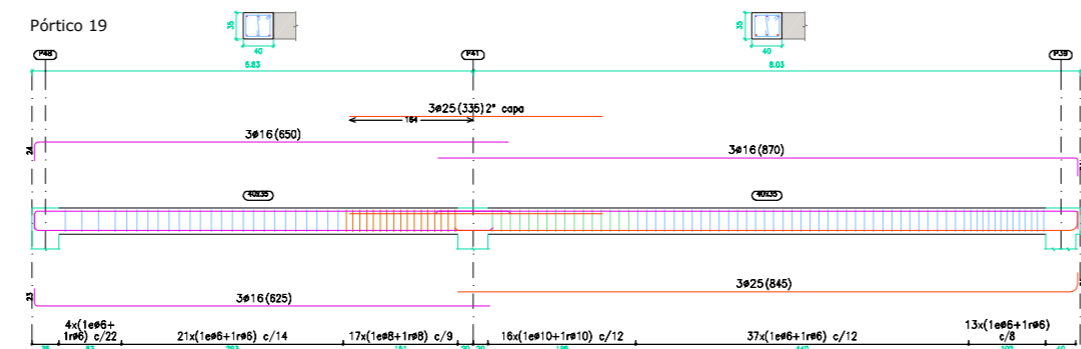 Pórtico 19
35
40
35
40
P48
P41
P39
5.83
8.03
3ø25(335)2ª capa
164
3ø16(650)
24
3ø16(870)
40x35
40x35
23
3ø16(625)
3ø25(845)
4x(1eø6+
1rø6) c/22
21x(1eø6+1rø6) c/14
17x(1eø8+1rø8) c/9
16x(1eø10+1rø10) c/12
37x(1eø6+1rø6) c/12
13x(1eø6+1rø6)
c/8